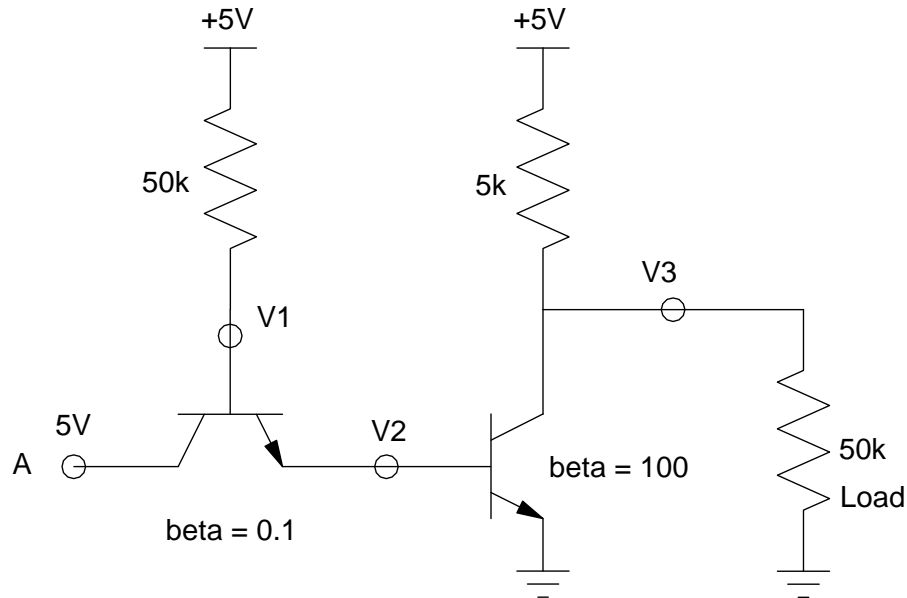 +5V
+5V
50k
5k
V1
V3
5V
V2
A
beta = 100
50k
Load
beta = 0.1